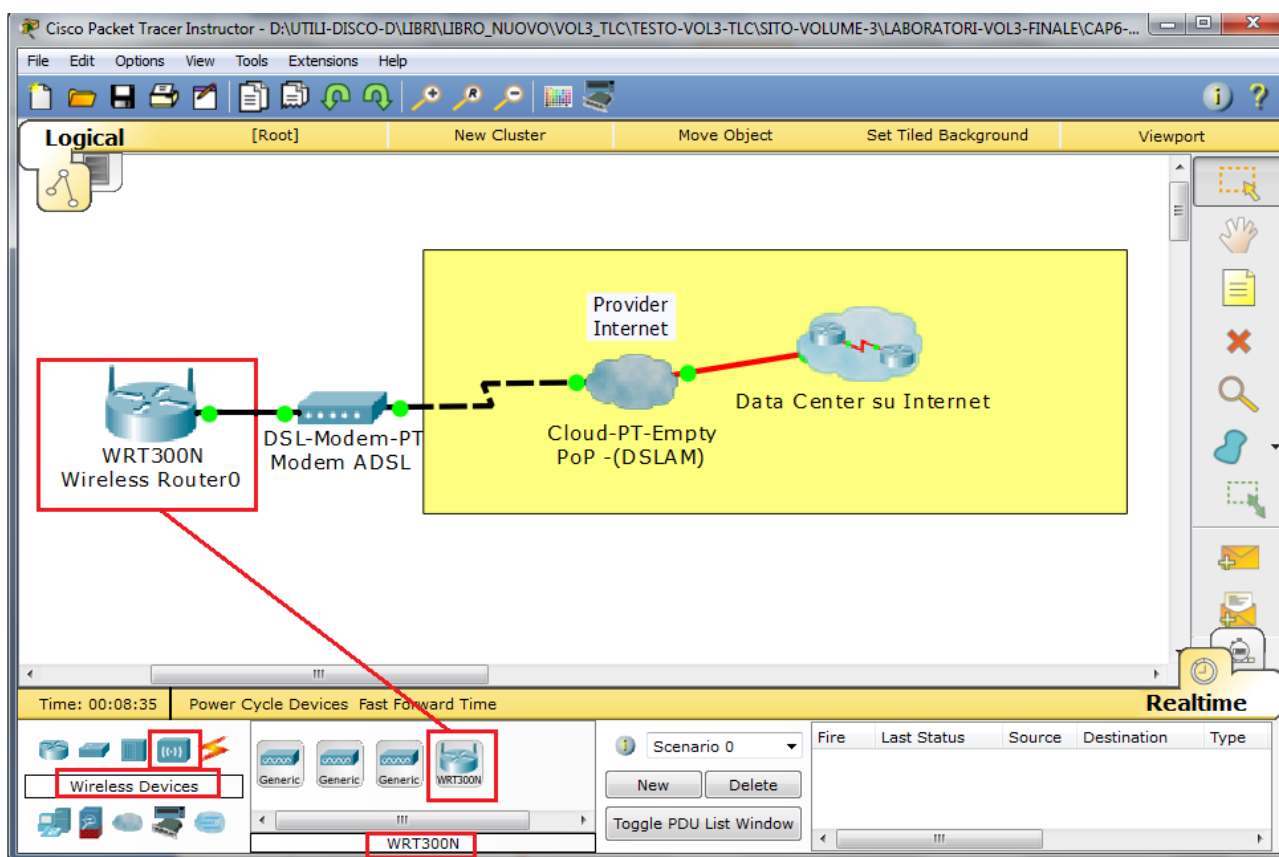 Cisco Packet Tracer Instructor - D:\UTILI-DISCO-D\LIBRI\LIBRO_NUOVO\VOL3_TLC\TESTO-VOL3-TLC\SITO-VOLUME-3\LABORATORI-VOL3-FINALE\CAP6-...
File Edit Options View Tools Extensions Help
Logical [Root] New Cluster Move Object Set Tiled Background Viewport
Provider
Internet
Data Center su Internet
Cloud-PT-Empty
PoP -(DSLAM)
DSL-Modem-PT
Modem ADSL
WRT300N
Wireless Router0
Time: 00:08:35 Power Cycle Devices Fast Forward Time
Realtime
Wireless Devices
Generic Generic Generic WRT300N
WRT300N
Scenario 0
New Delete
Toggle PDU List Window
Fire Last Status Source Destination Type